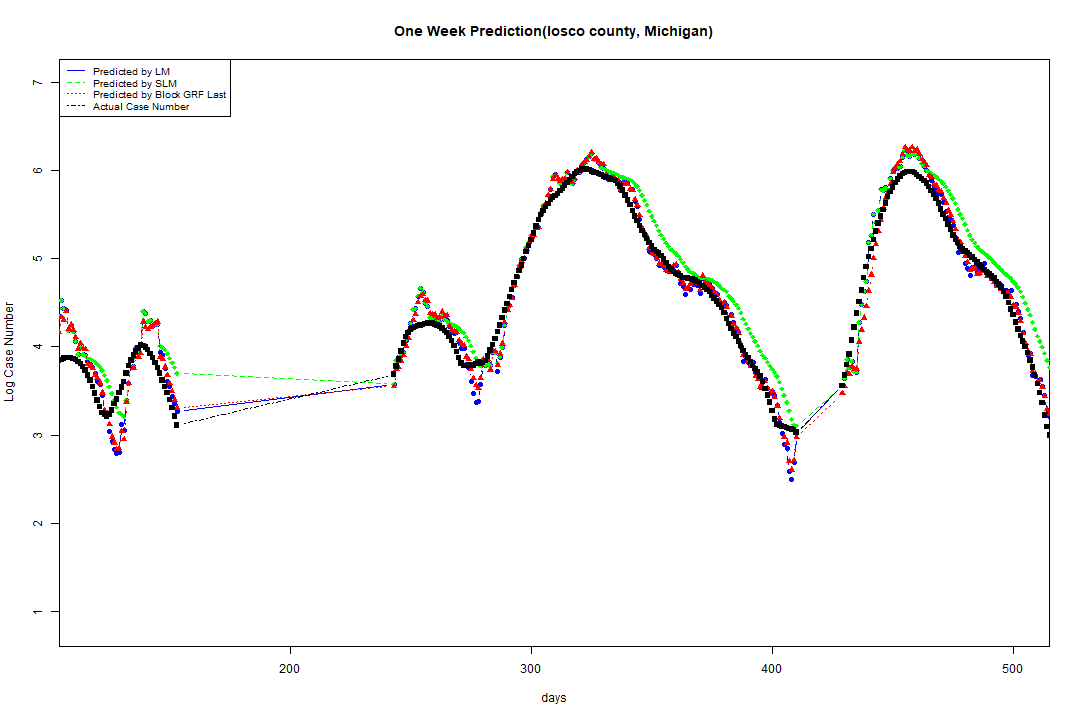 One Week Prediction(Iosco county, Michigan)
Predicted by LM
Predicted by SLM
Predicted by Block GRF Last
Actual Case Number
7
6
5
4
3
2
1
Log Case Number
200 300 400 500
days